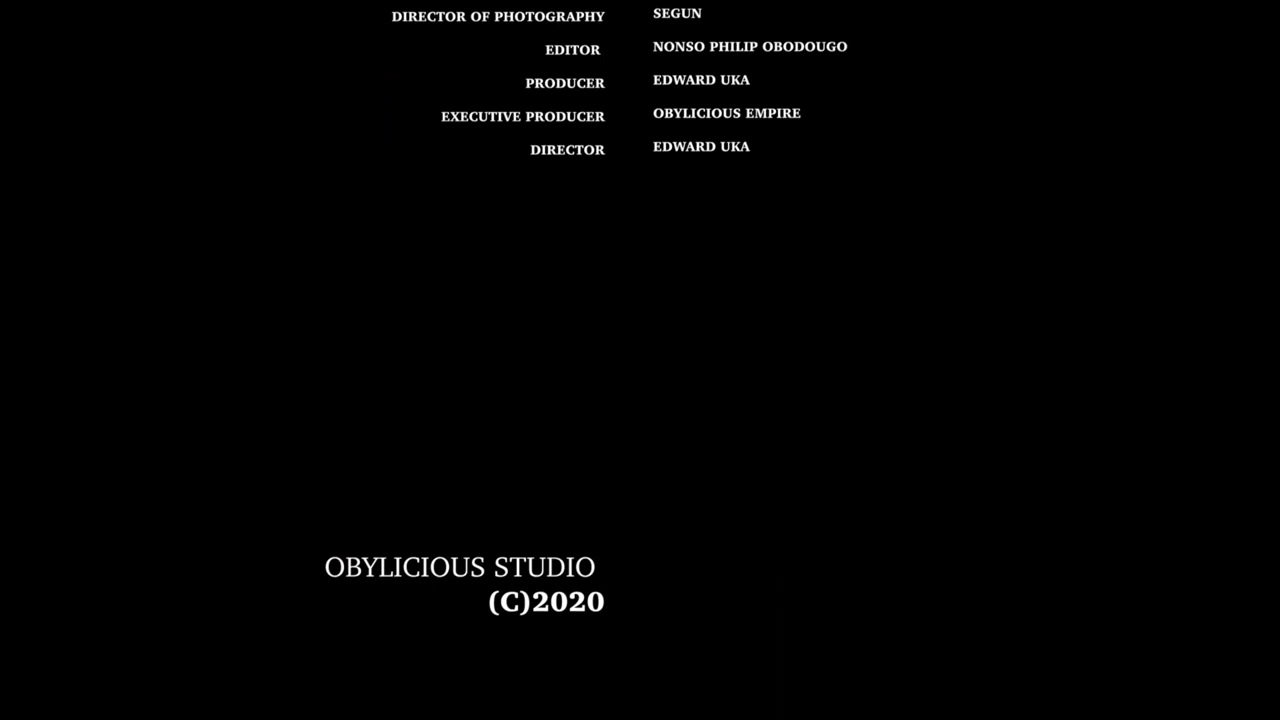 DIRECTOR OF PHOTOGRAPHY SEGUN
EDITOR NONSO PHILIP OBODOUGO
PRODUCER EDWARD UKA
EXECUTIVE PRODUCER OBYLICIOUS EMPIRE
DIRECTOR EDWARD UKA
OBYLICIOUS STUDIO
(C)2020